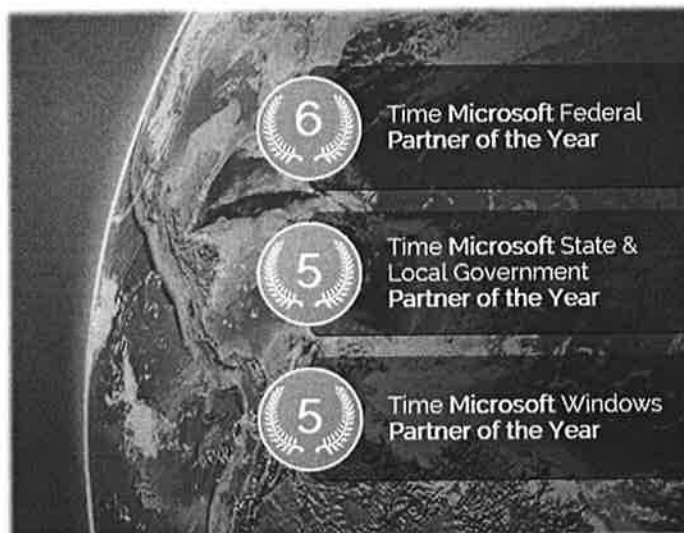 6
Time Microsoft Federal
Partner of the Year
5
Time Microsoft State &
Local Government
Partner of the Year
5
Time Microsoft Windows
Partner of the Year